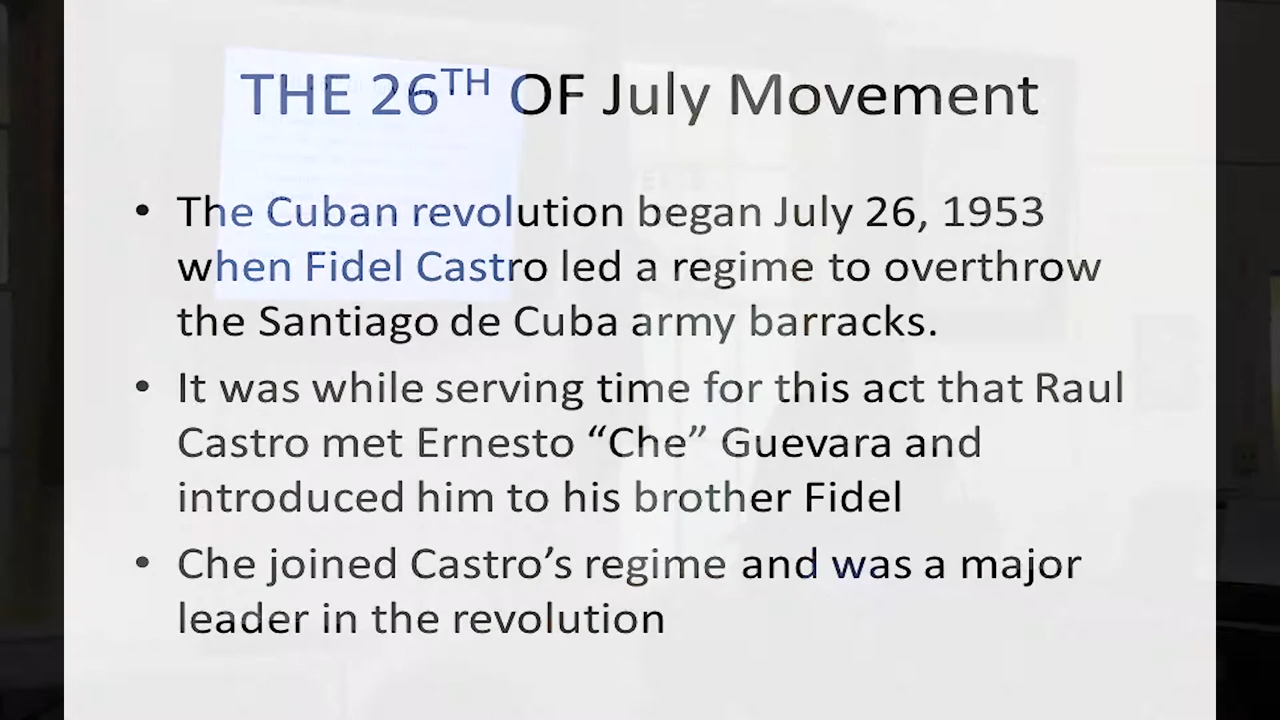 THE 26TH OF July Movement
• The Cuban revolution began July 26, 1953
when Fidel Castro led a regime to overthrow
the Santiago de Cuba army barracks.
• It was while serving time for this act that Raul
Castro met Ernesto “Che” Guevara and
introduced him to his brother Fidel
• Che joined Castro’s regime and was a major
leader in the revolution